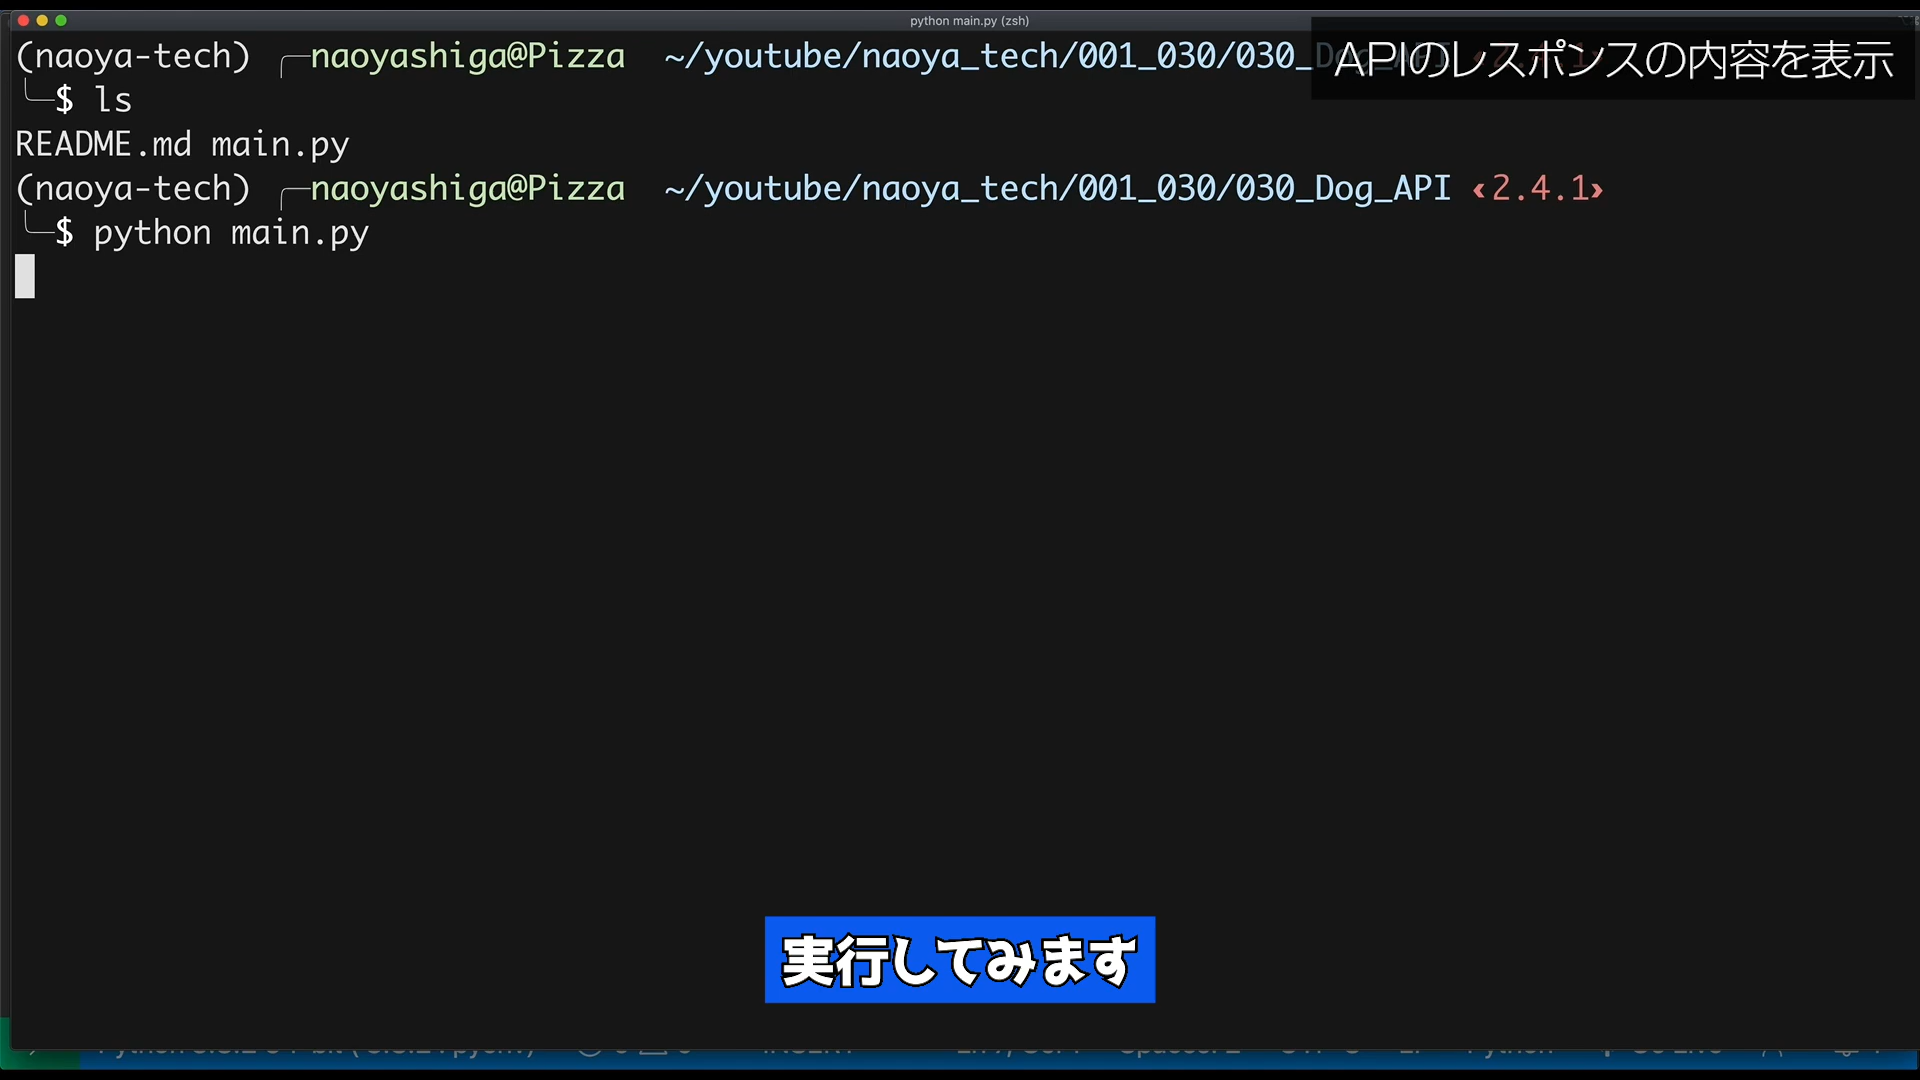 python main.py (zsh)
(naoya-tech) ╭─naoyashiga@Pizza ~/youtube/naoya_tech/001_030/030_Dog_API
APIのレスポンスの内容を表示
╰─$ ls
README.md main.py
(naoya-tech) ╭─naoyashiga@Pizza ~/youtube/naoya_tech/001_030/030_Dog_API ‹2.4.1›
╰─$ python main.py
実行してみます